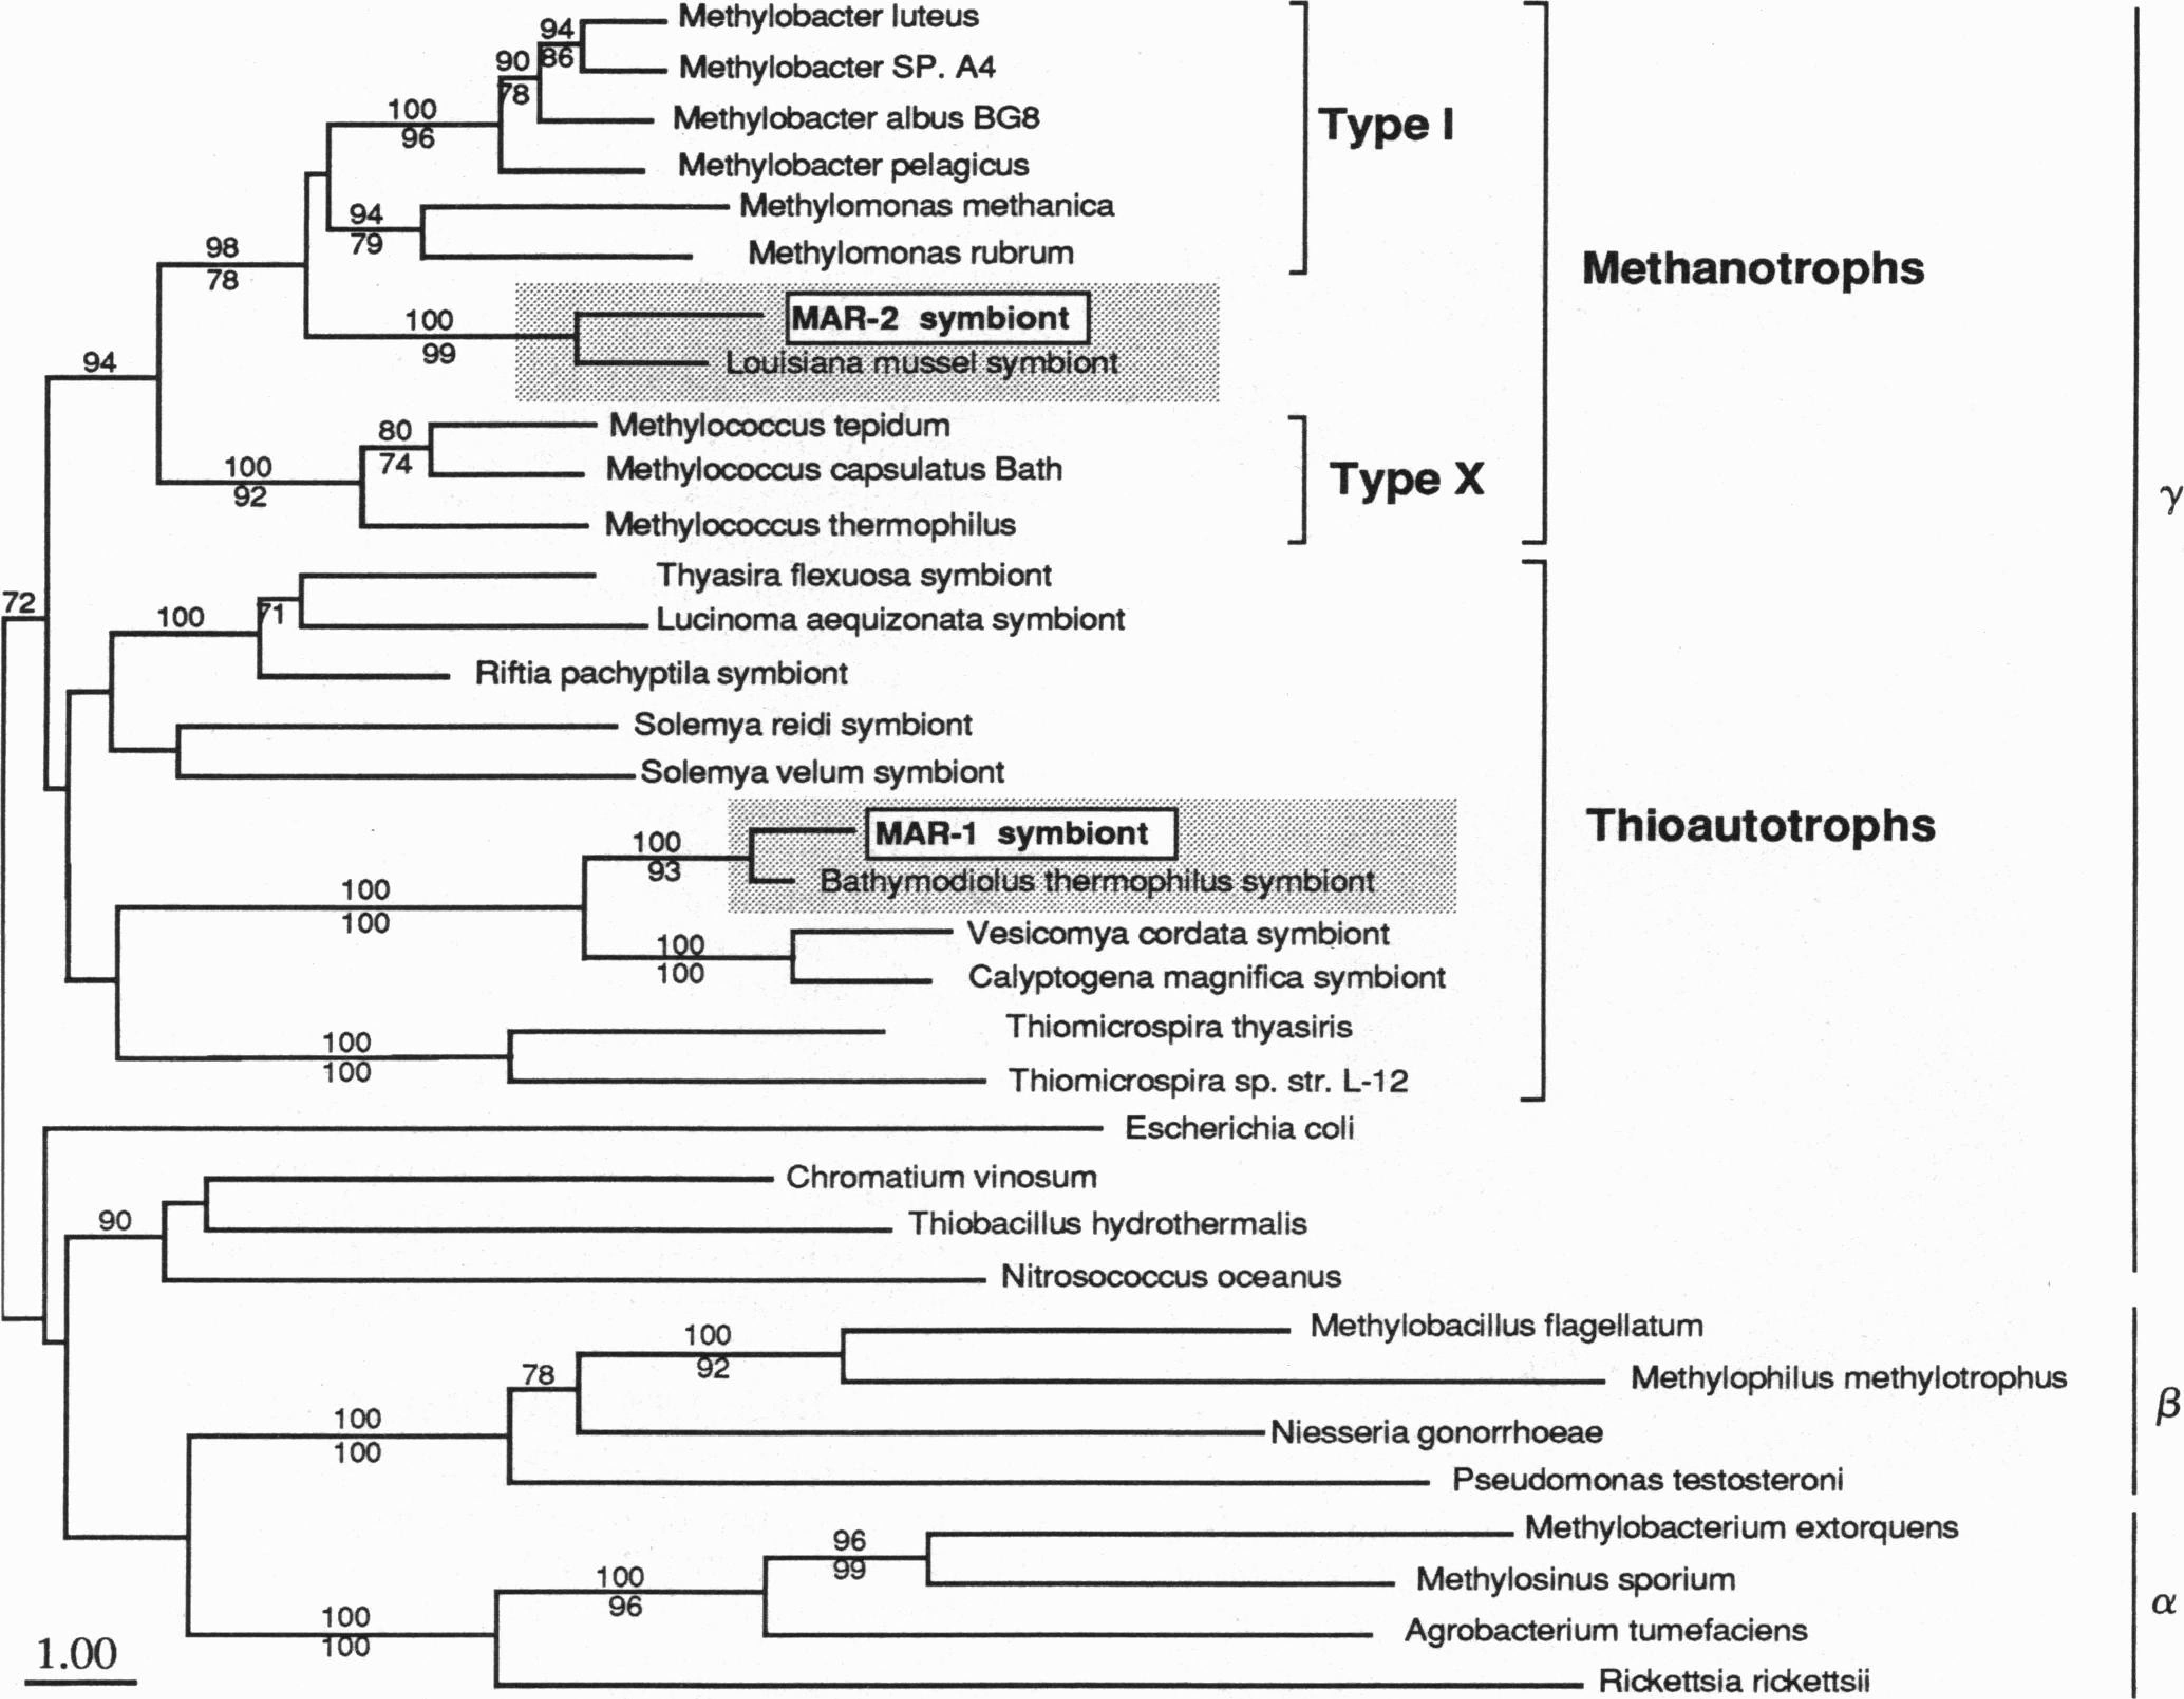 Methylobacter luteus
94
86
Methylobacter SP. A4
90
78
Methylobacter albus BG8
100
96
Type I
Methylobacter pelagicus
Methylomonas methanica
94
79
Methylomonas rubrum
98
78
Methanotrophs
MAR-2 symbiont
100
99
Louisiana mussel symbiont
94
Methylococcus tepidum
80
74
Methylococcus capsulatus Bath
100
92
Type X
γ
Methylococcus thermophilus
Thyasira flexuosa symbiont
72
100
71
Lucinoma aequizonata symbiont
Riftia pachyptila symbiont
Solemya reidi symbiont
Solemya velum symbiont
MAR-1 symbiont
Thioautotrophs
100
93
Bathymodiolus thermophilus symbiont
100
100
Vesicomya cordata symbiont
100
100
Calyptogena magnifica symbiont
Thiomicrospira thyasiris
100
100
Thiomicrospira sp. str. L-12
Escherichia coli
Chromatium vinosum
90
Thiobacillus hydrothermalis
Nitrosococcus oceanus
Methylobacillus flagellatum
100
92
78
Methylophilus methylotrophus
β
100
100
Niesseria gonorrhoeae
Pseudomonas testosteroni
Methylobacterium extorquens
96
99
Methylosinus sporium
100
96
α
100
100
Agrobacterium tumefaciens
1.00
Rickettsia rickettsii